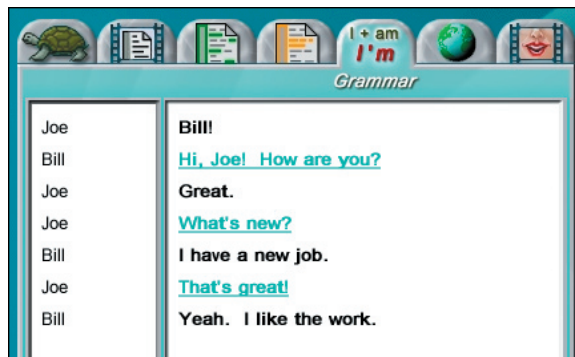 I + am
I'm
Grammar
Joe Bill!
Bill Hi, Joe! How are you?
Joe Great.
Joe What's new?
Bill I have a new job.
Joe That's great!
Bill Yeah. I like the work.